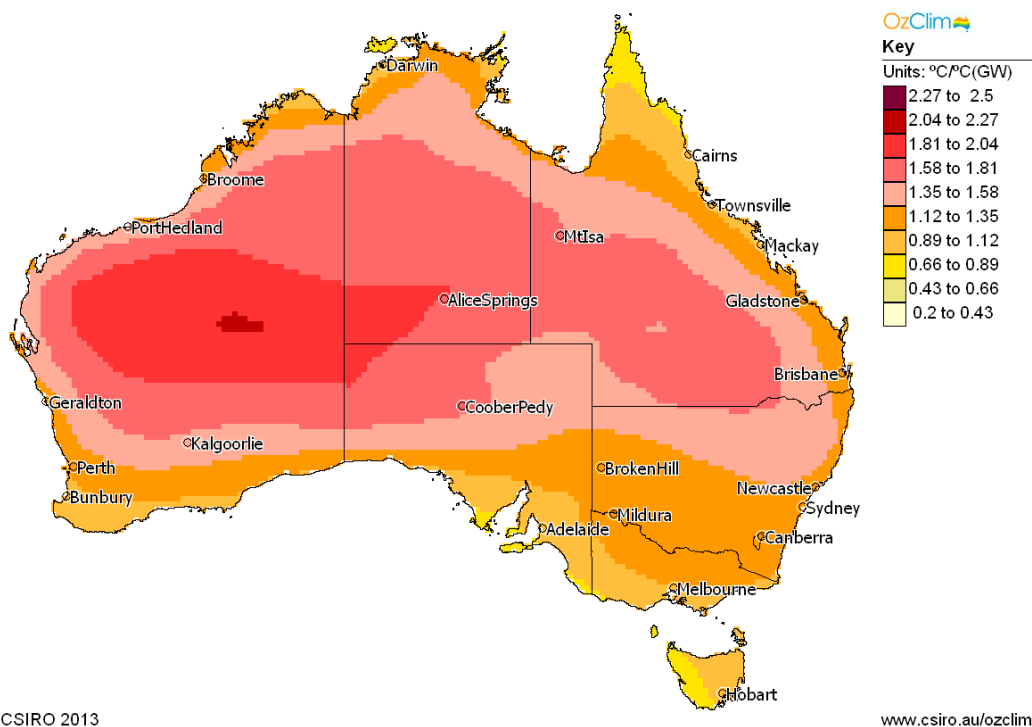 OzClim
Key
Units: ºC/ºC(GW)
2.27 to 2.5
2.04 to 2.27
1.81 to 2.04
1.58 to 1.81
1.35 to 1.58
1.12 to 1.35
0.89 to 1.12
0.66 to 0.89
0.43 to 0.66
0.2 to 0.43
Darwin
Cairns
Broome
Townsville
PortHedland
MtIsa
Mackay
AliceSprings
Gladstone
Brisbane
Geraldton
CooberPedy
Kalgoorlie
Perth
BrokenHill
Bunbury
Newcastle
Sydney
Mildura
Adelaide
Canberra
Melbourne
Hobart
CSIRO 2013
www.csiro.au/ozclim